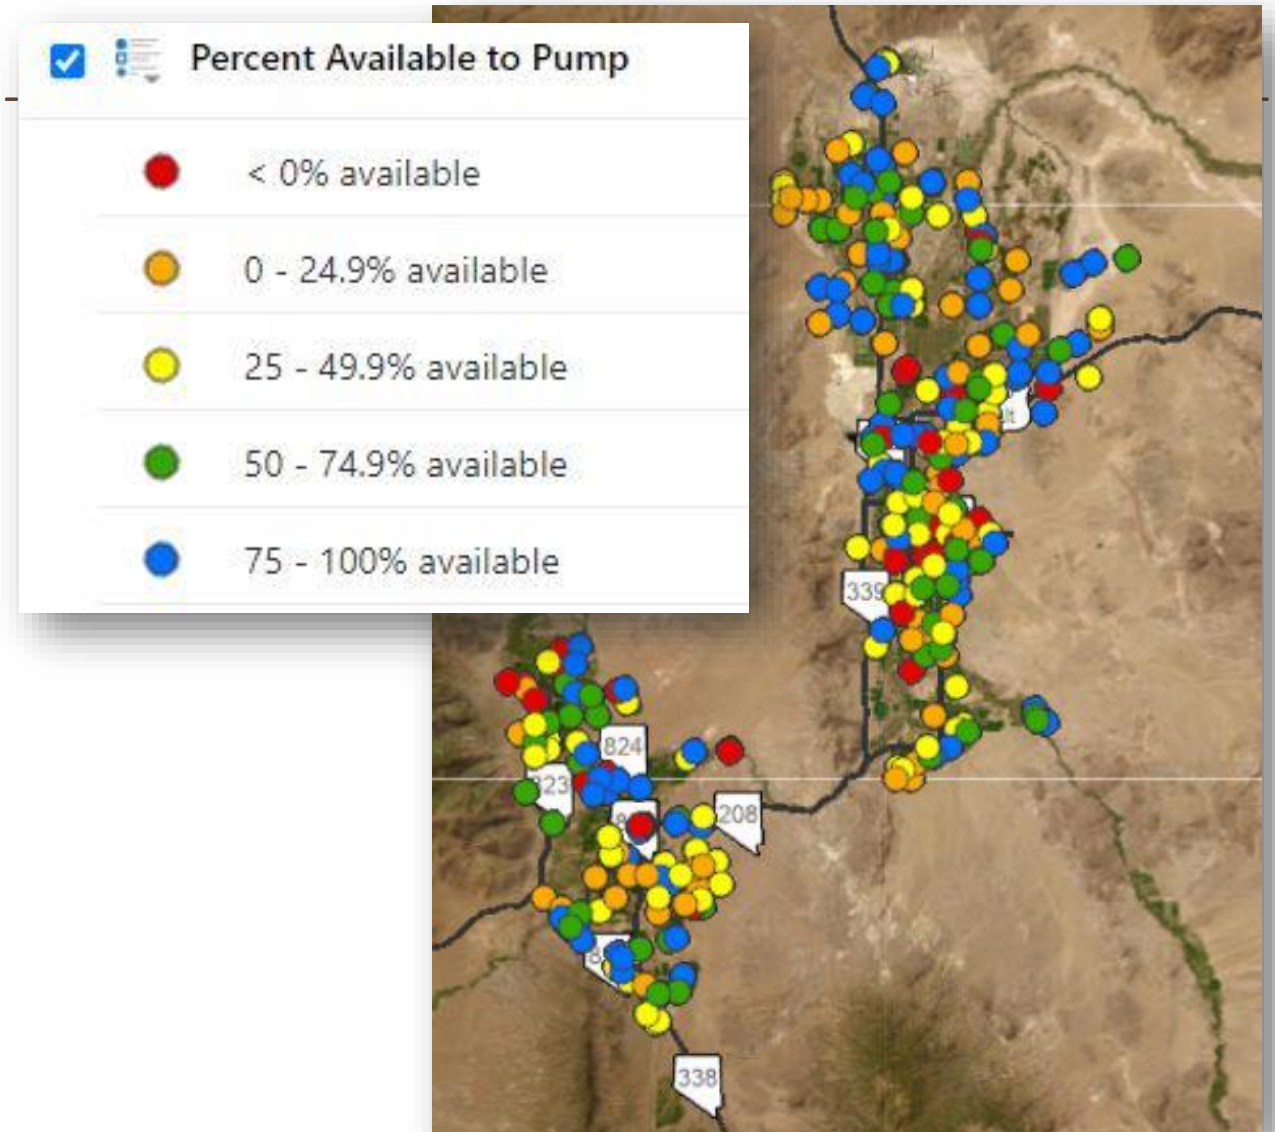 Percent Available to Pump
< 0% available
0 - 24.9% available
25 - 49.9% available
50 - 74.9% available
75 - 100% available
339
824
208
338